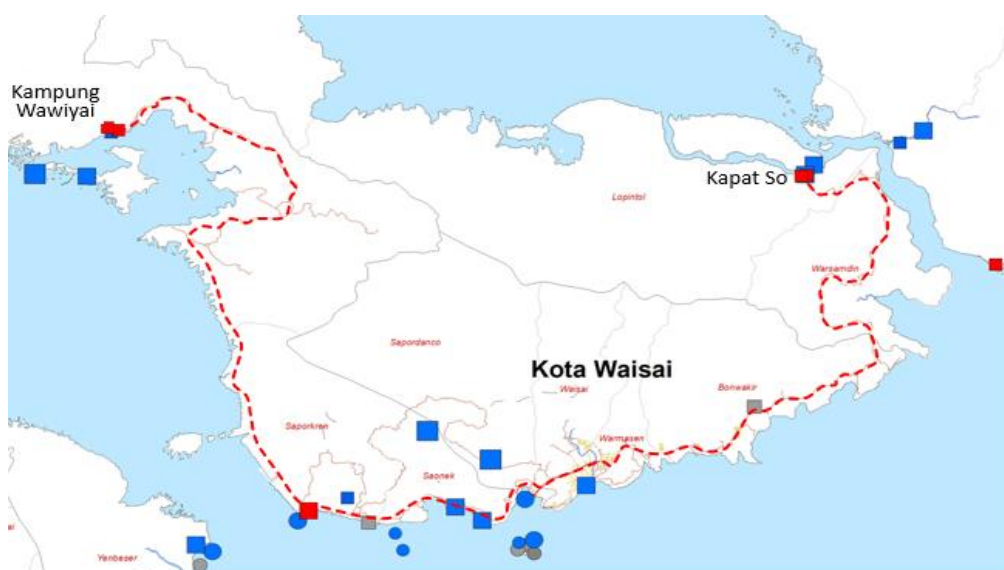 Kampung
Wawiyai
Kapat So
Lopintol
Warsamdin
Sapordanco
Kota Waisai
Waisai
Bonwakir
Saporkren
Warmasen
Saonek
Yenbeser